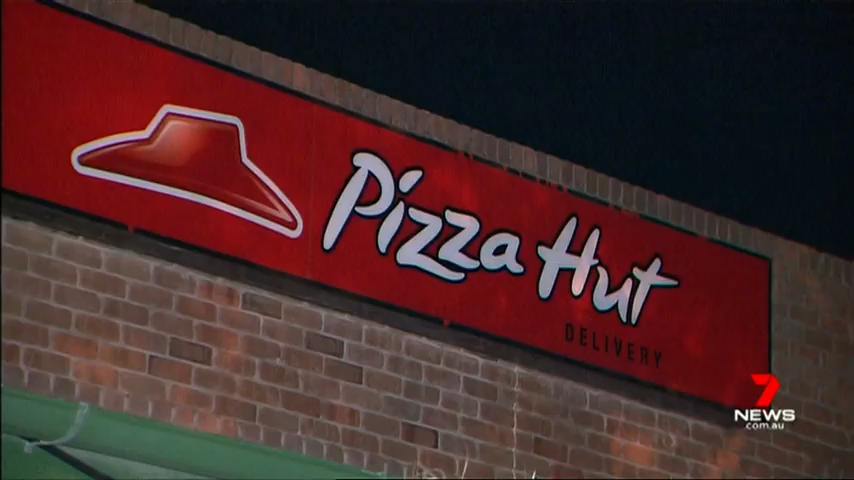 Pizza Hut
DELIVERY
7
NEWS
com.au